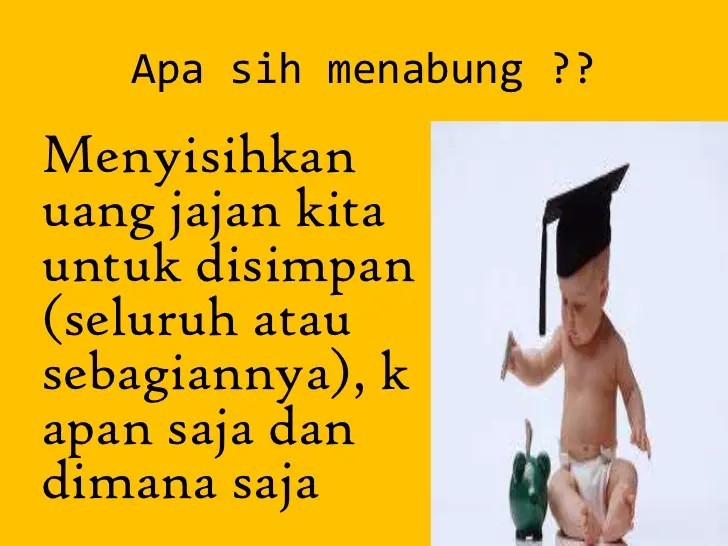 Apa sih menabung ??
Menyisihkan
uang jajan kita
untuk disimpan
(seluruh atau
sebagiannya), k
apan saja dan
dimana saja